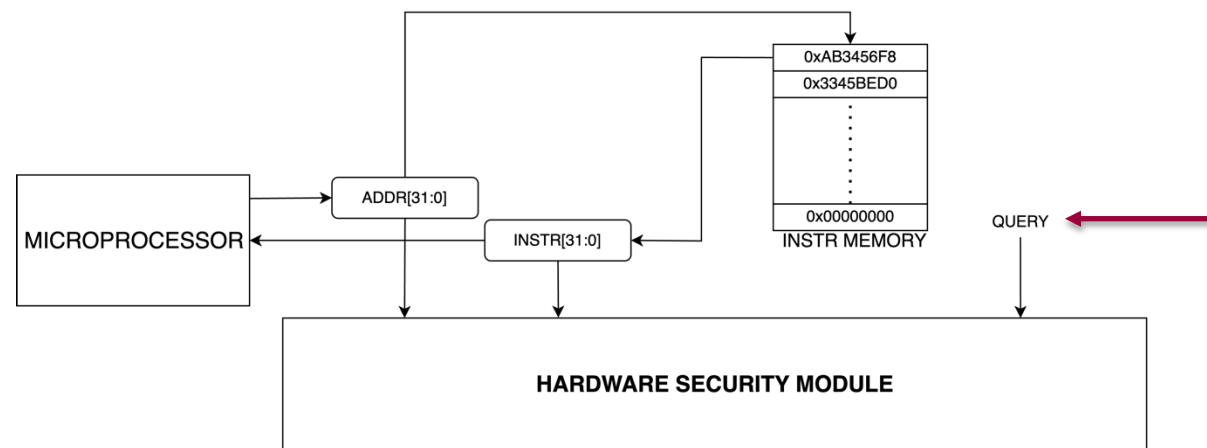 0xAB3456F8
0x3345BED0
0x00000000
INSTR MEMORY
MICROPROCESSOR
ADDR[31:0]
INSTR[31:0]
QUERY
HARDWARE SECURITY MODULE